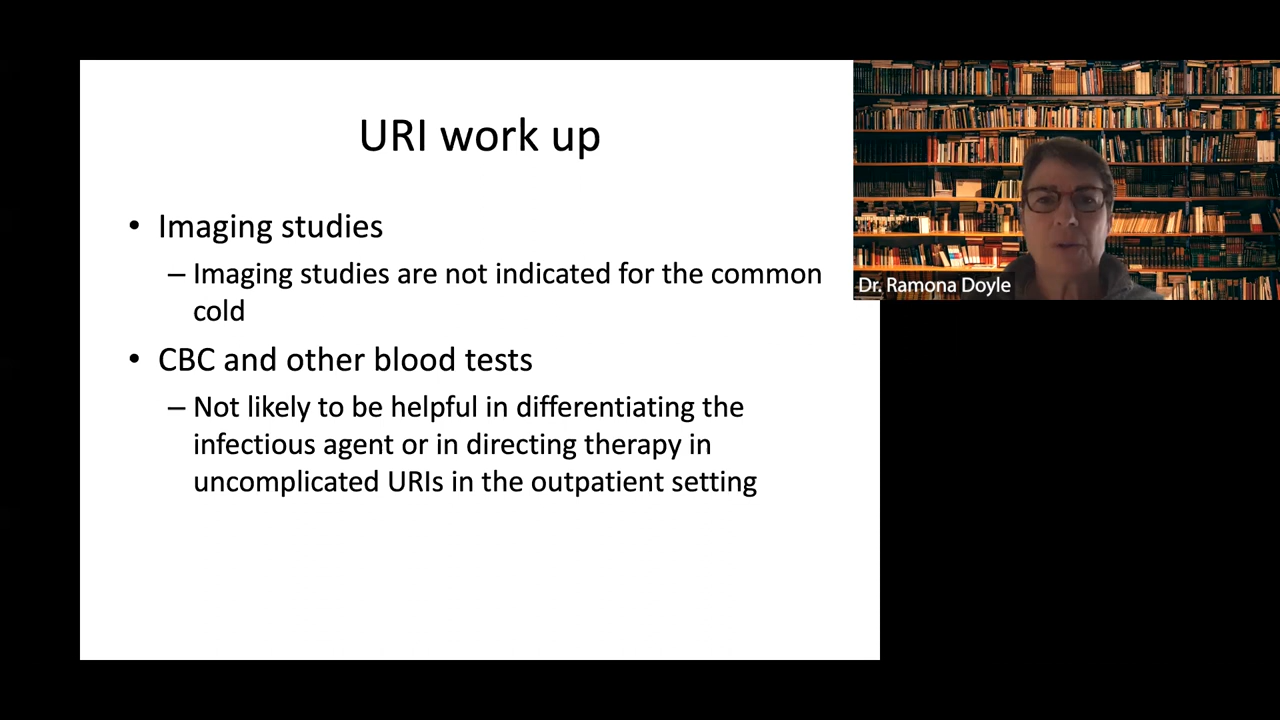 URI work up
• Imaging studies
– Imaging studies are not indicated for the common
cold
• CBC and other blood tests
– Not likely to be helpful in differentiating the
infectious agent or in directing therapy in
uncomplicated URIs in the outpatient setting
Dr. Ramona Doyle